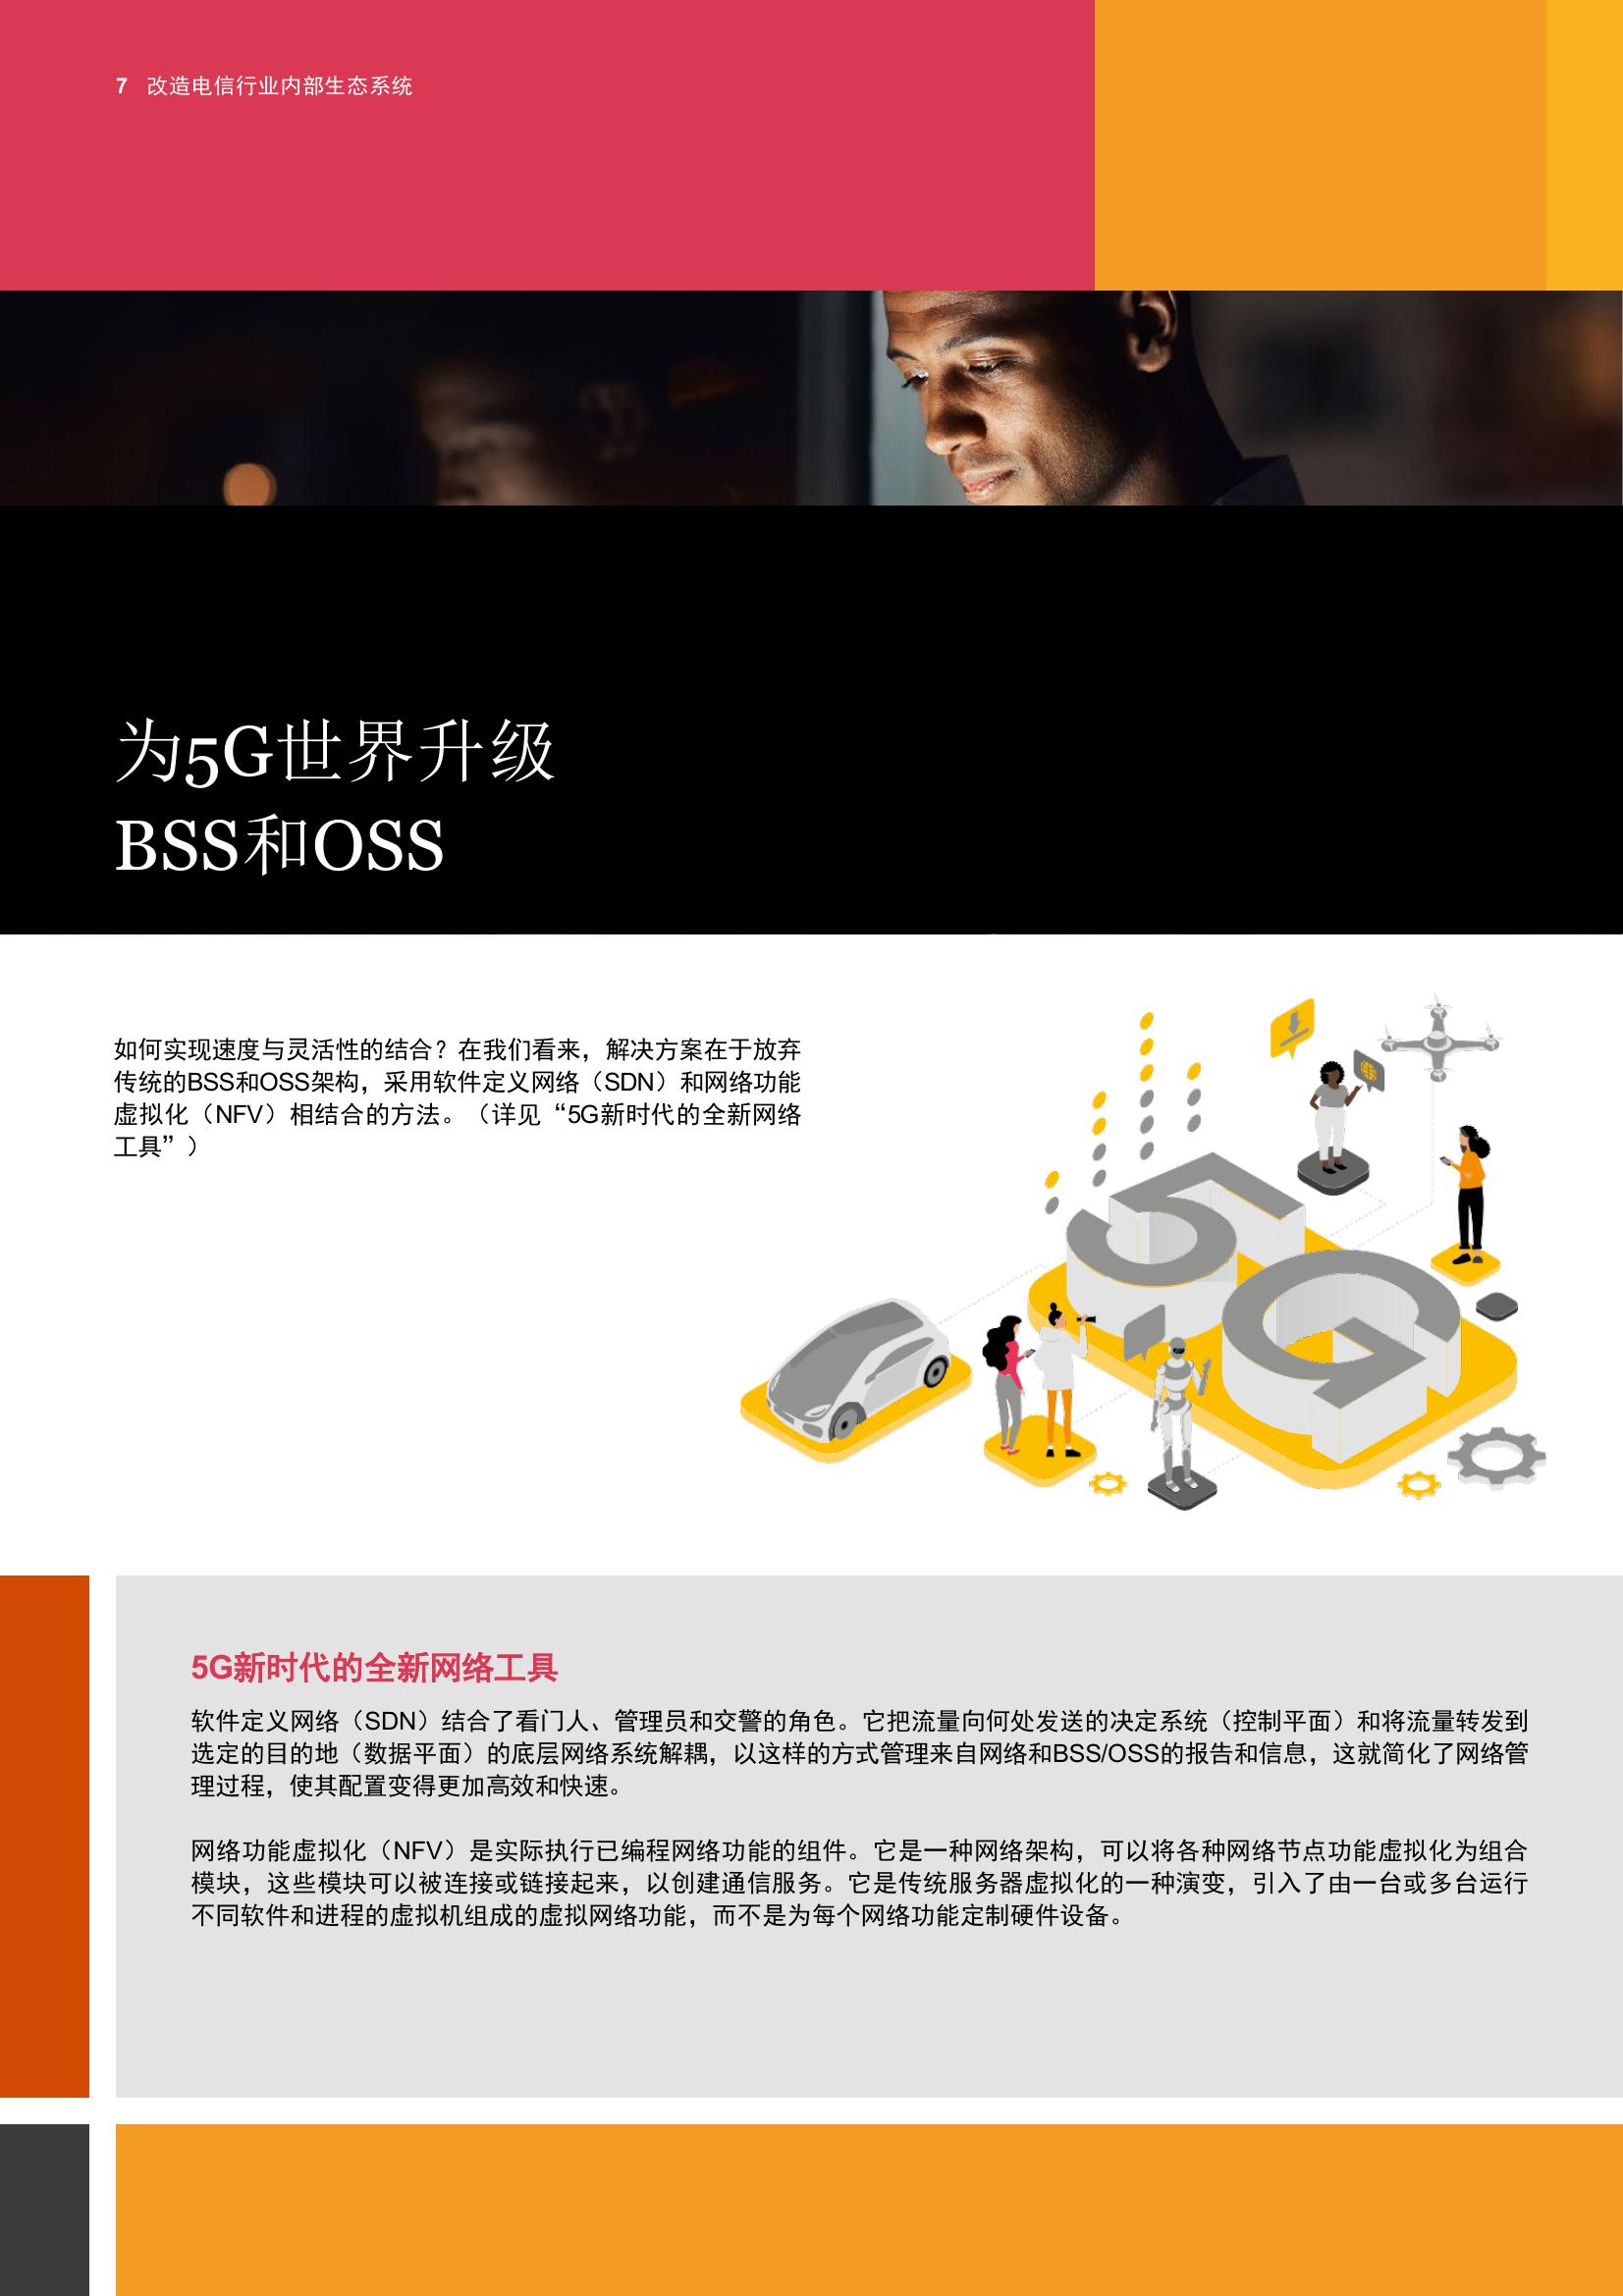 7 改造电信行业内部生态系统
为5G世界升级
BSS和OSS
如何实现速度与灵活性的结合？在我们看来，解决方案在于放弃
传统的BSS和OSS架构，采用软件定义网络（SDN）和网络功能
虚拟化（NFV）相结合的方法。（详见“5G新时代的全新网络
工具”）
5G
5G新时代的全新网络工具
软件定义网络（SDN）结合了看门人、管理员和交警的角色。它把流量向何处发送的决定系统（控制平面）和将流量转发到
选定的目的地（数据平面）的底层网络系统解耦，以这样的方式管理来自网络和BSS/OSS的报告和信息，这就简化了网络管
理过程，使其配置变得更加高效和快速。
网络功能虚拟化（NFV）是实际执行已编程网络功能的组件。它是一种网络架构，可以将各种网络节点功能虚拟化为组合
模块，这些模块可以被连接或链接起来，以创建通信服务。它是传统服务器虚拟化的一种演变，引入了由一台或多台运行
不同软件和进程的虚拟机组成的虚拟网络功能，而不是为每个网络功能定制硬件设备。